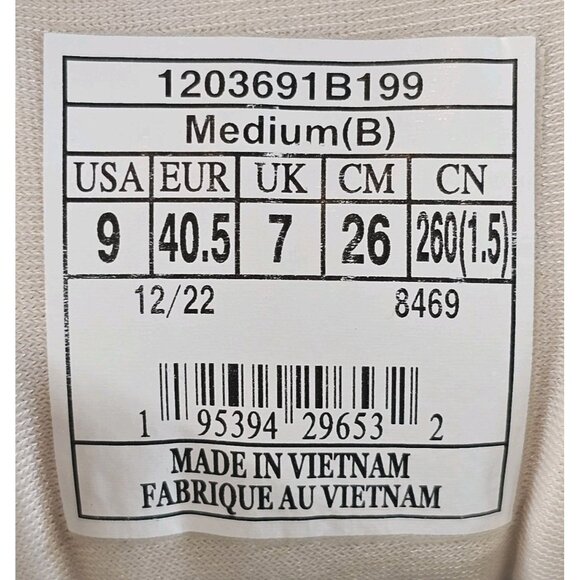 1203691B199
Medium(B)
USA EUR UK CM CN
9 40.5 7 26 260(1.5)
12/22 8469
1 95394 29653 2
MADE IN VIETNAM
FABRIQUE AU VIETNAM